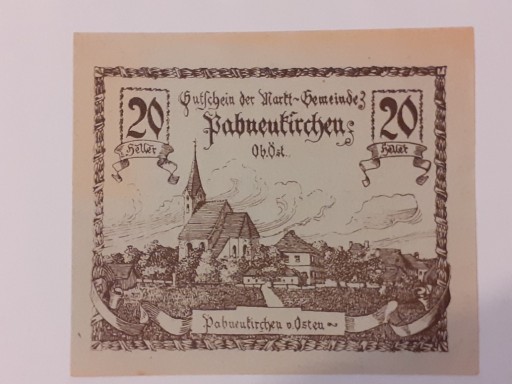 Gutschein der Markt-Gemeinde
20 Pabneukirchen 20
Heller Ob.Öst. Heller
Pabneukirchen v. Osten